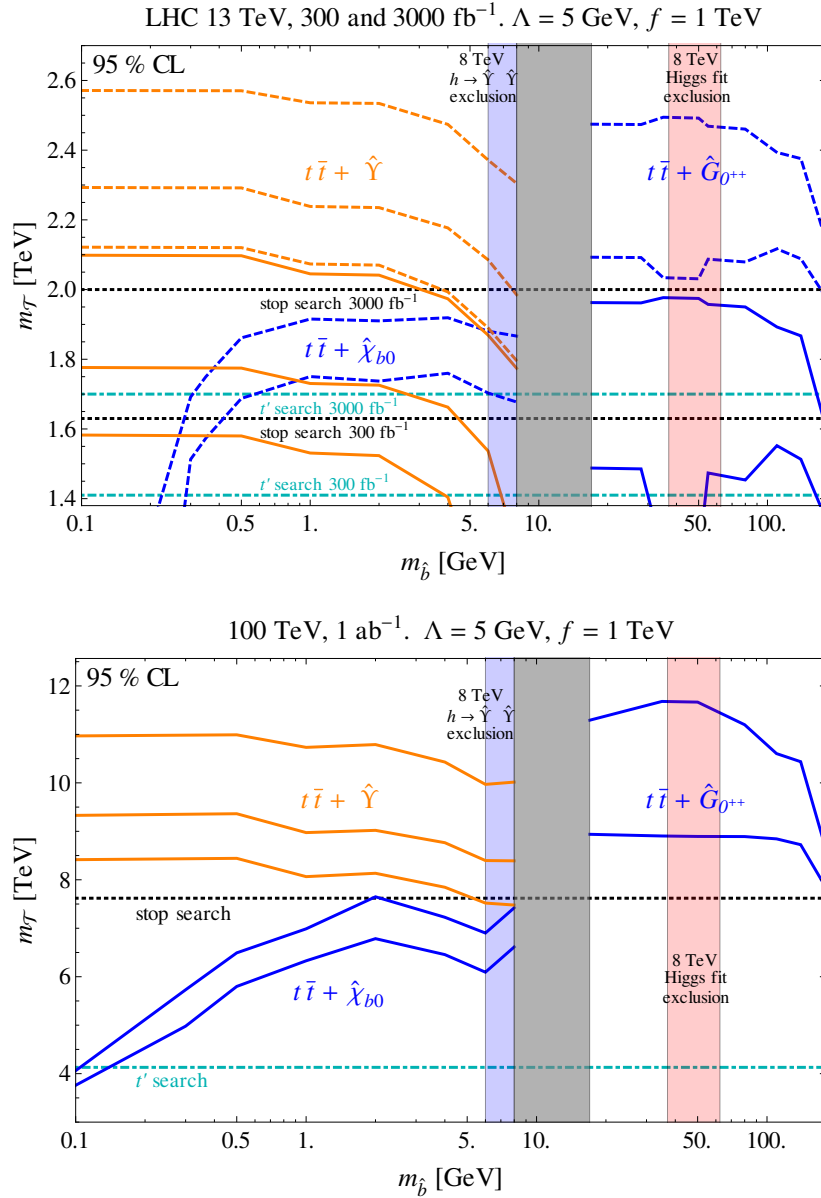 LHC 13 TeV, 300 and 3000 fb⁻¹. Λ = 5 GeV, f = 1 TeV
95 % CL
8 TeV
h → Υ̂ Υ̂
exclusion
8 TeV
Higgs fit
exclusion
t t̄ + Υ̂
t t̄ + Ĝ₀₊₊
stop search 3000 fb⁻¹
t t̄ + χ̂_b0
t' search 3000 fb⁻¹
stop search 300 fb⁻¹
t' search 300 fb⁻¹
m_𝒯 [TeV]
2.6
2.4
2.2
2.0
1.8
1.6
1.4
0.1 0.5 1. 5. 10. 50. 100.
m_b̂ [GeV]
100 TeV, 1 ab⁻¹. Λ = 5 GeV, f = 1 TeV
95 % CL
8 TeV
h → Υ̂ Υ̂
exclusion
t t̄ + Υ̂
t t̄ + Ĝ₀₊₊
stop search
t t̄ + χ̂_b0
8 TeV
Higgs fit
exclusion
t' search
m_𝒯 [TeV]
12
10
8
6
4
0.1 0.5 1. 5. 10. 50. 100.
m_b̂ [GeV]